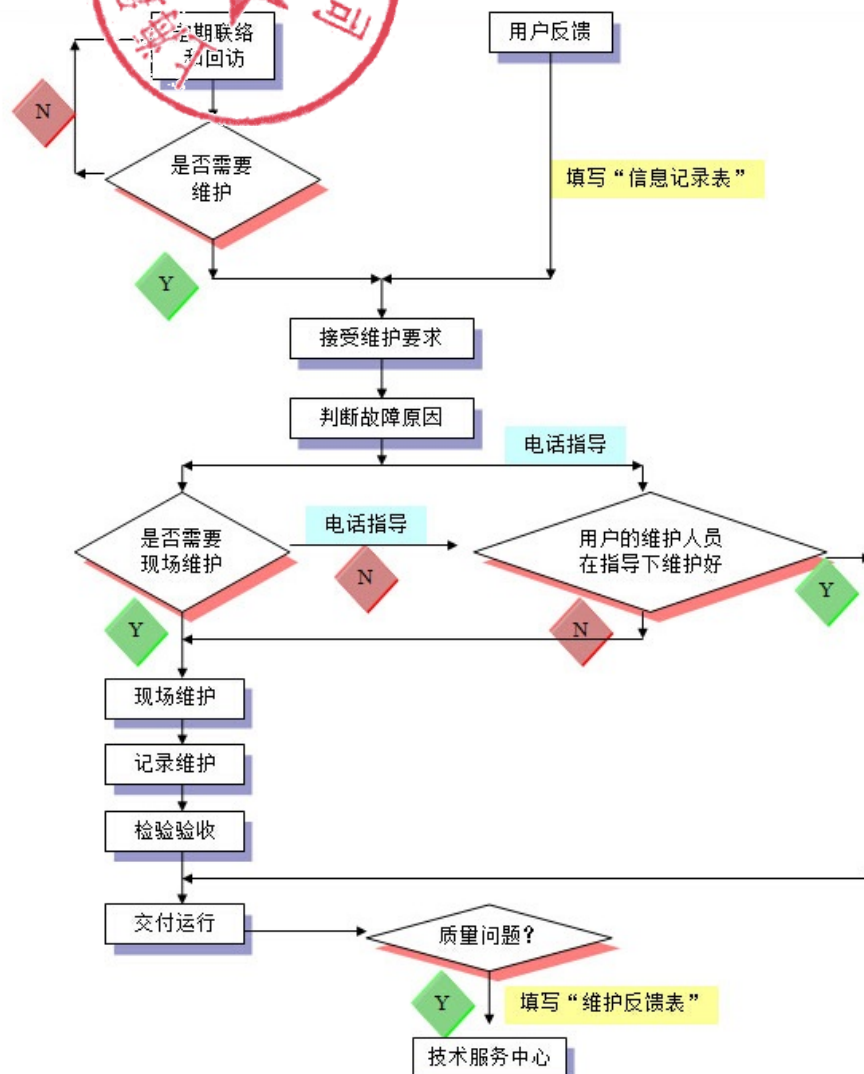 定期联络
和回访
用户反馈
N
是否需要
维护
填写“信息记录表”
Y
接受维护要求
判断故障原因
电话指导
是否需要
现场维护
电话指导
N
用户的维护人员
在指导下维护好
Y
Y
N
现场维护
记录维护
检验验收
交付运行
质量问题?
Y
填写“维护反馈表”
技术服务中心
上海
司